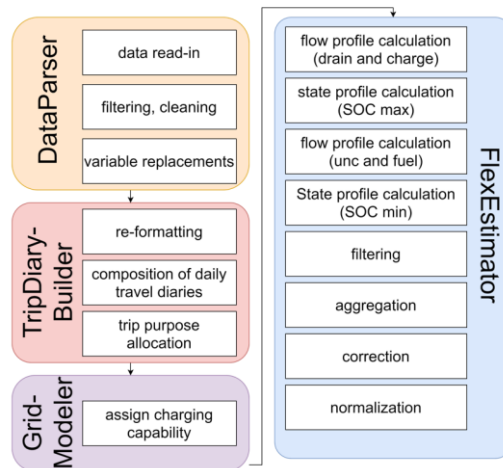 DataParser
data read-in
filtering, cleaning
variable replacements
TripDiary-
Builder
re-formatting
composition of daily
travel diaries
trip purpose
allocation
Grid-
Modeler
assign charging
capability
FlexEstimator
flow profile calculation
(drain and charge)
state profile calculation
(SOC max)
flow profile calculation
(unc and fuel)
State profile calculation
(SOC min)
filtering
aggregation
correction
normalization